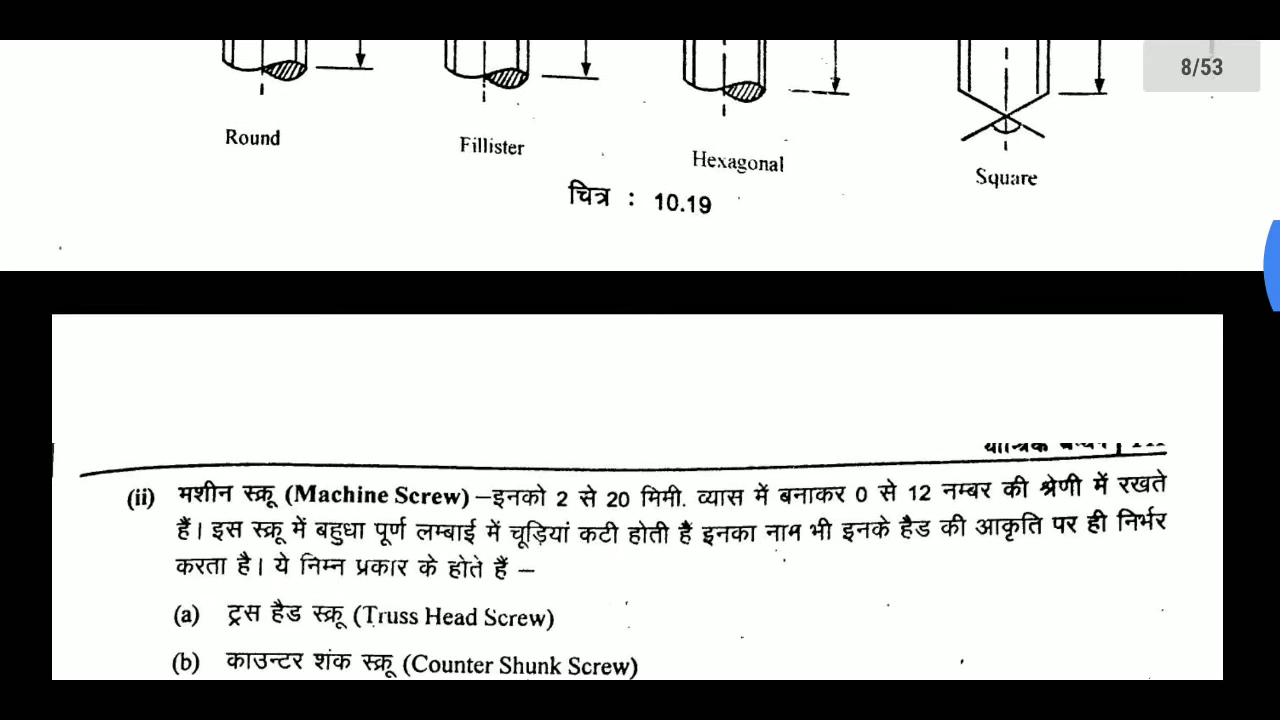 8/53
Round
Fillister
Hexagonal
Square
चित्र : 10.19
(ii) मशीन स्क्रू (Machine Screw) –इनको 2 से 20 मिमी. व्यास में बनाकर 0 से 12 नम्बर की श्रेणी में रखते
हैं। इस स्क्रू में बहुधा पूर्ण लम्बाई में चूड़ियां कटी होती हैं इनका नाम भी इनके हैड की आकृति पर ही निर्भर
करता है। ये निम्न प्रकार के होते हैं –
(a) ट्रस हैड स्क्रू (Truss Head Screw)
(b) काउन्टर शंक स्क्रू (Counter Shunk Screw)